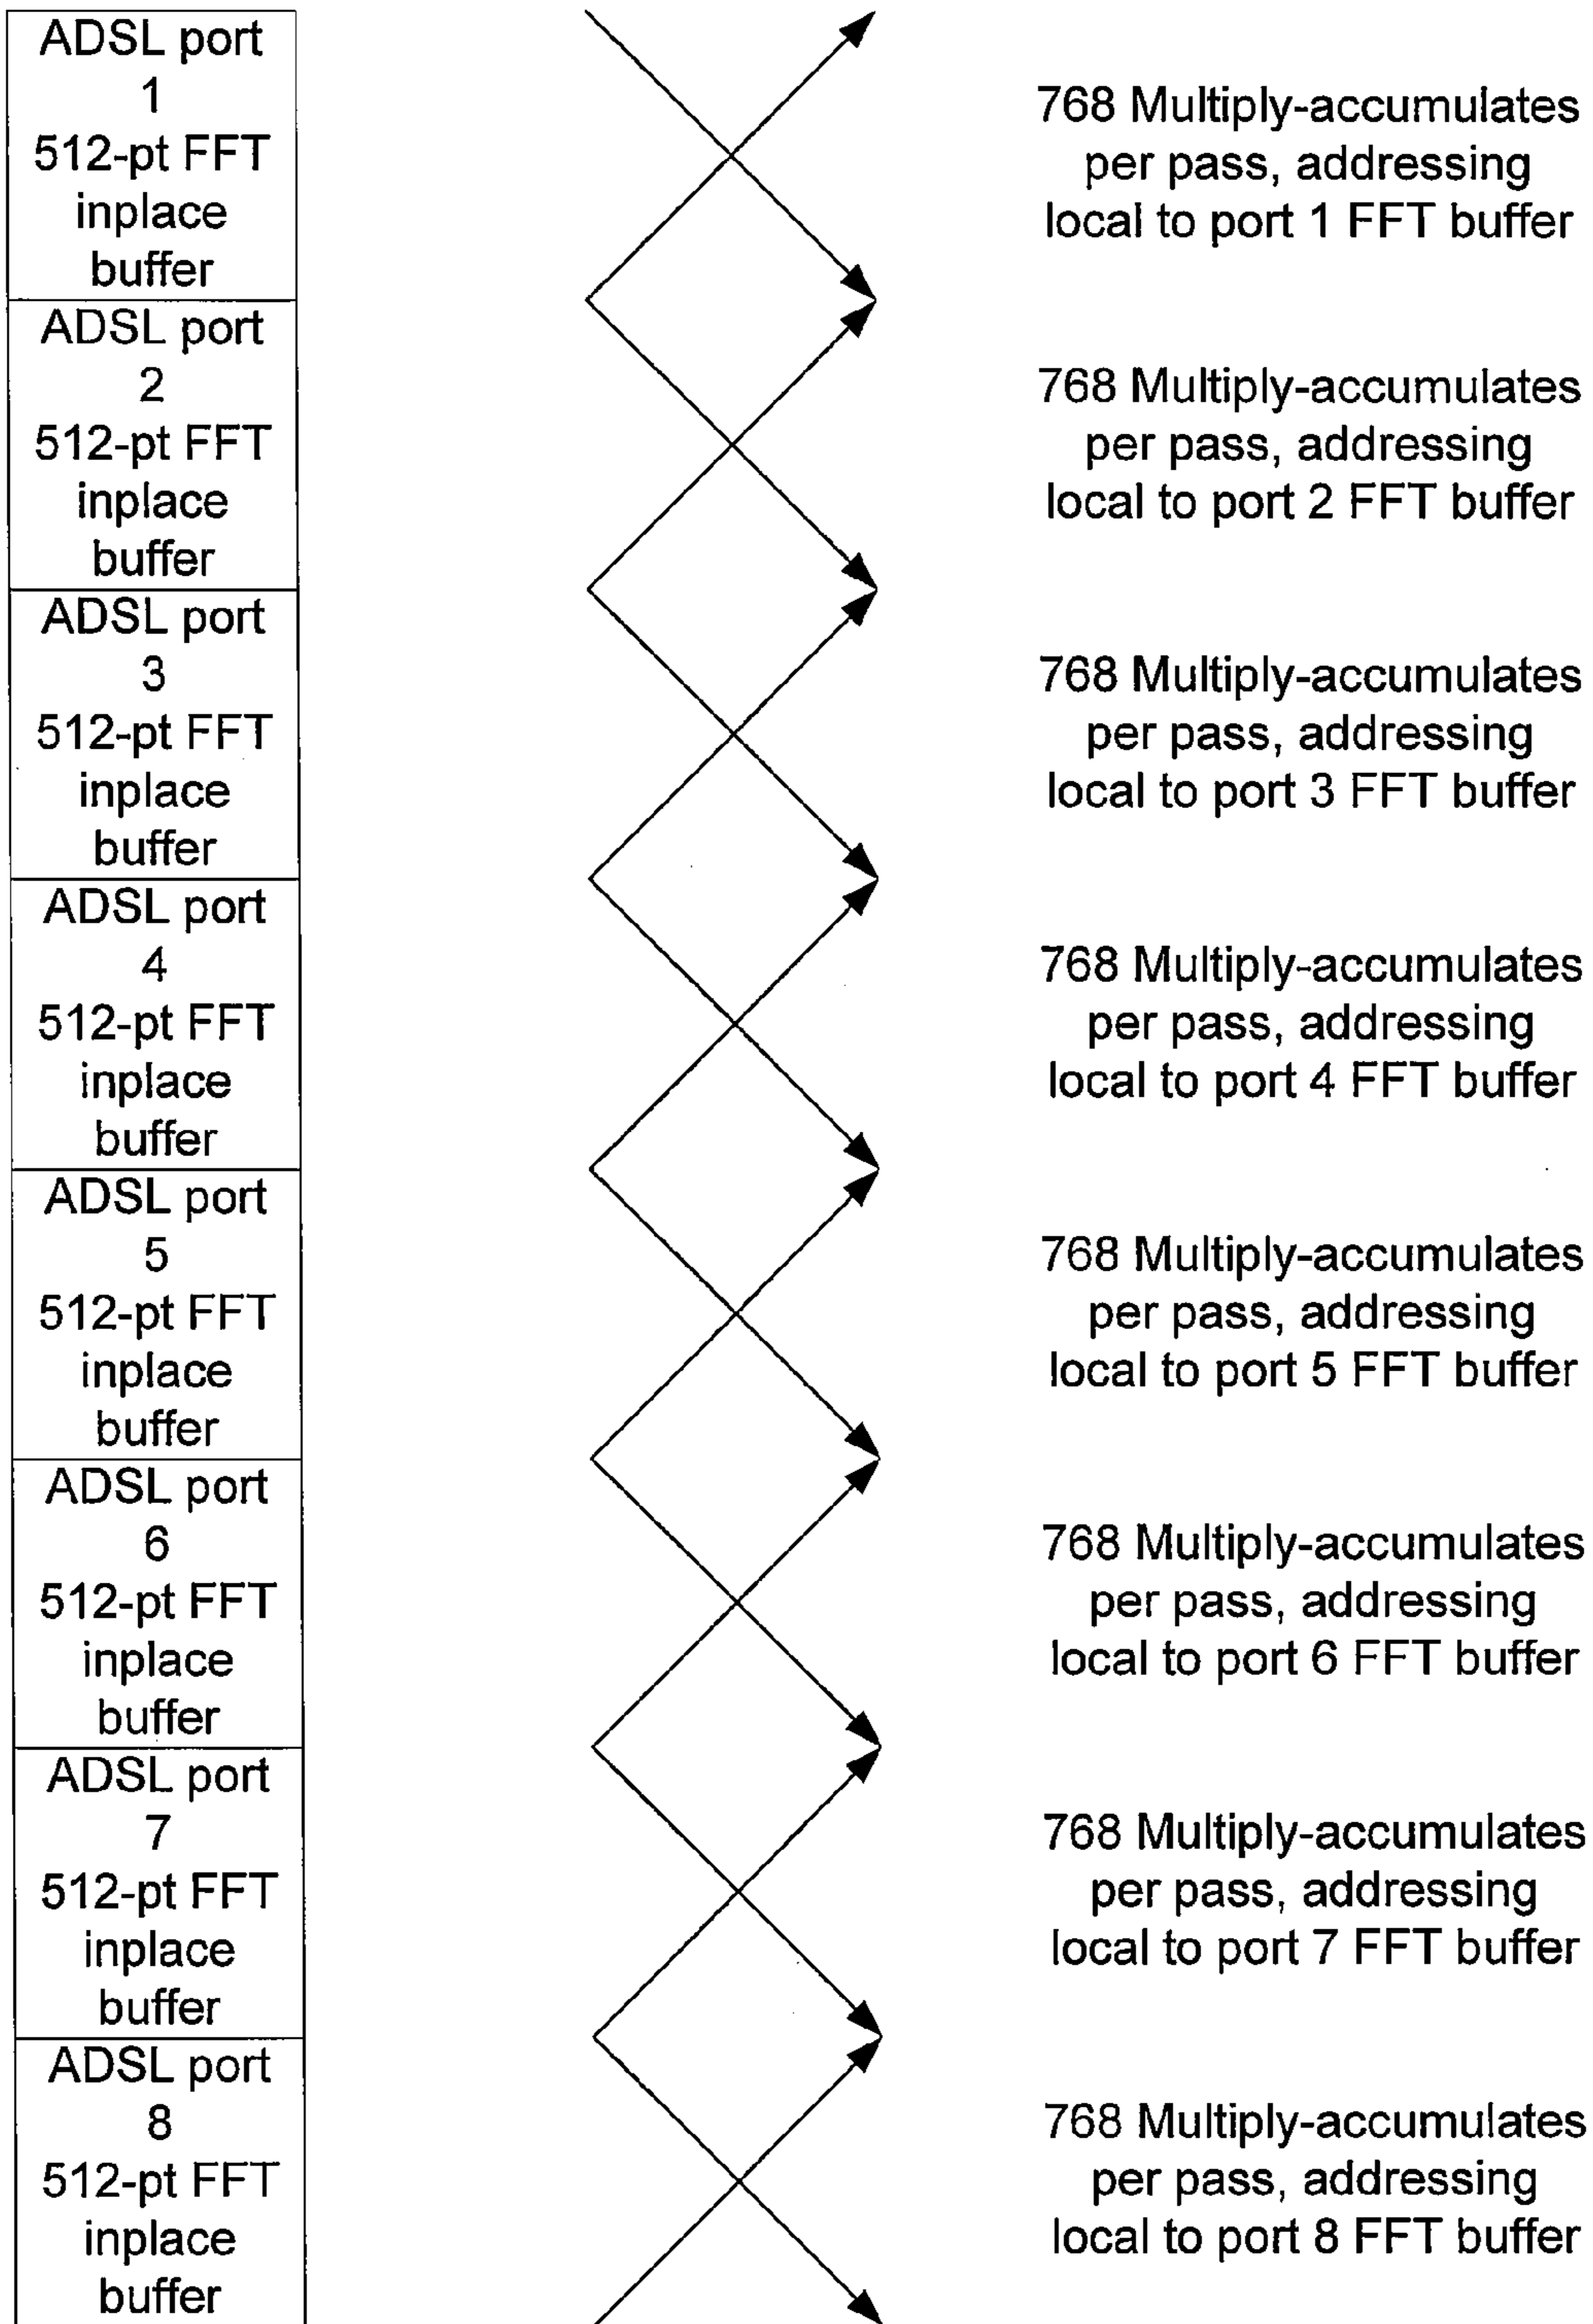 ADSL port
1
512-pt FFT
inplace
buffer
768 Multiply-accumulates
per pass, addressing
local to port 1 FFT buffer
ADSL port
2
512-pt FFT
inplace
buffer
768 Multiply-accumulates
per pass, addressing
local to port 2 FFT buffer
ADSL port
3
512-pt FFT
inplace
buffer
768 Multiply-accumulates
per pass, addressing
local to port 3 FFT buffer
ADSL port
4
512-pt FFT
inplace
buffer
768 Multiply-accumulates
per pass, addressing
local to port 4 FFT buffer
ADSL port
5
512-pt FFT
inplace
buffer
768 Multiply-accumulates
per pass, addressing
local to port 5 FFT buffer
ADSL port
6
512-pt FFT
inplace
buffer
768 Multiply-accumulates
per pass, addressing
local to port 6 FFT buffer
ADSL port
7
512-pt FFT
inplace
buffer
768 Multiply-accumulates
per pass, addressing
local to port 7 FFT buffer
ADSL port
8
512-pt FFT
inplace
buffer
768 Multiply-accumulates
per pass, addressing
local to port 8 FFT buffer